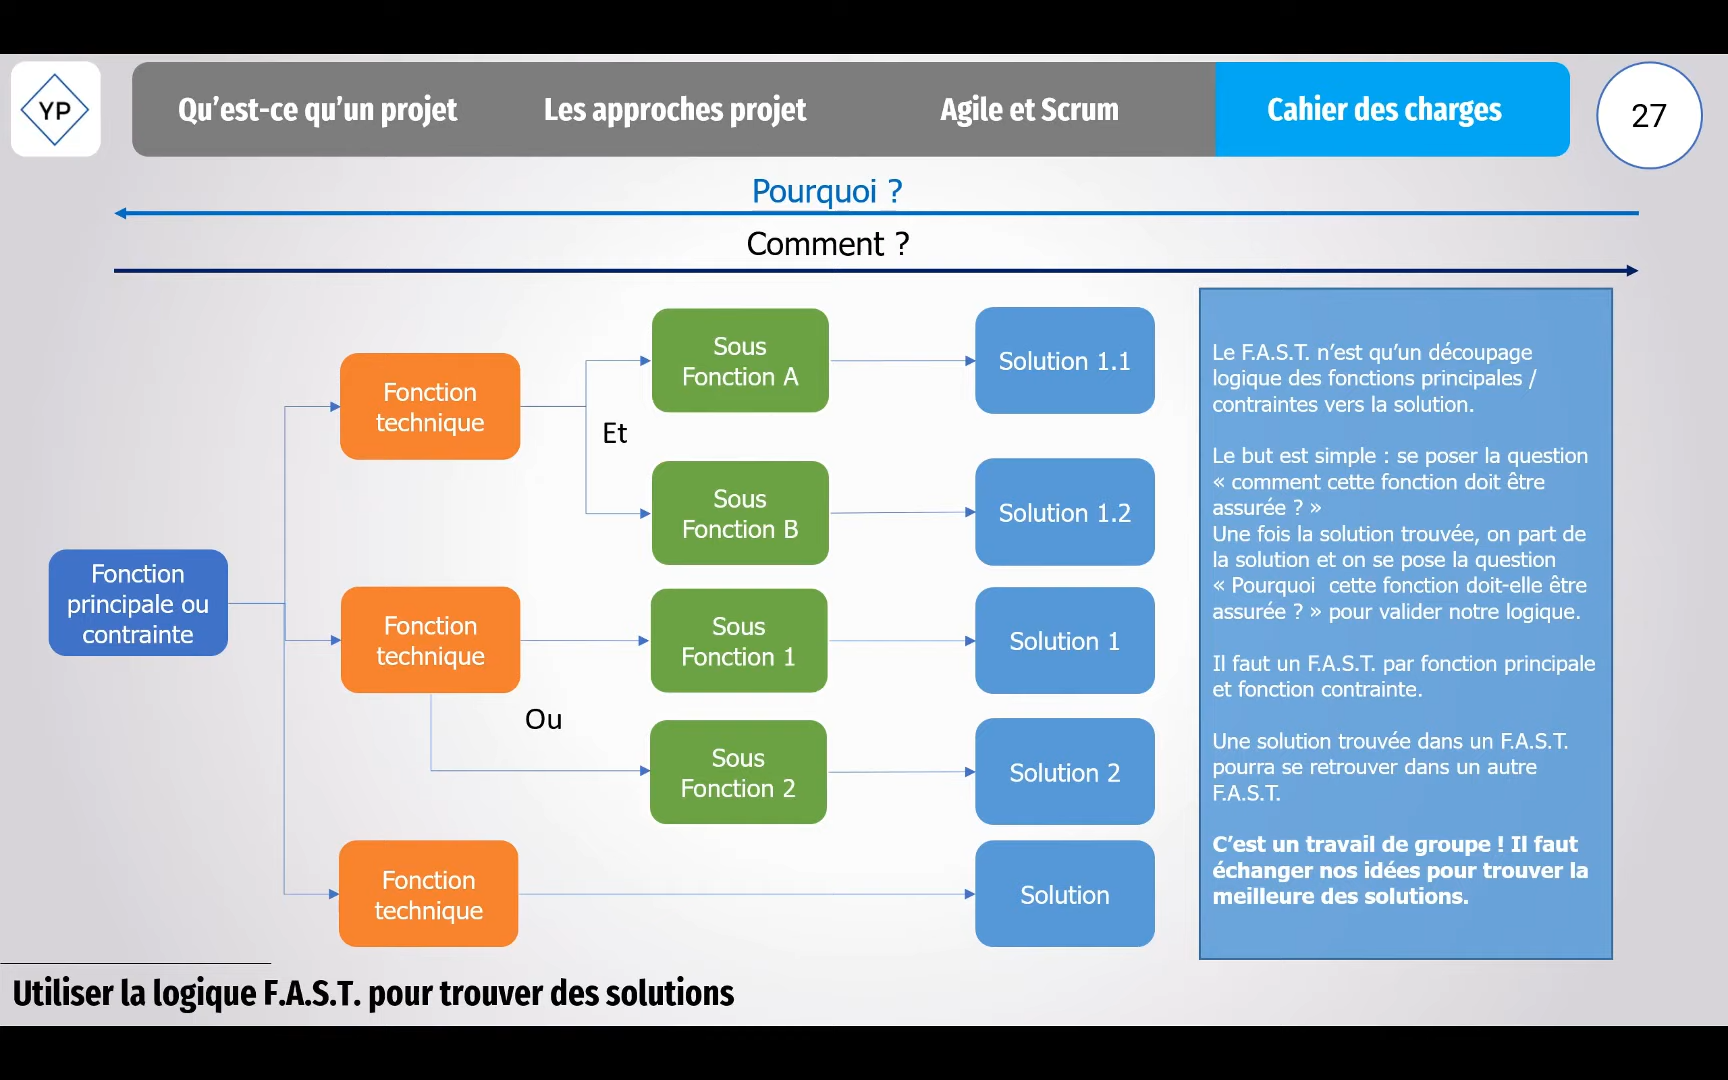 YP
Qu’est-ce qu’un projet
Les approches projet
Agile et Scrum
Cahier des charges
27
Pourquoi ?
Comment ?
Fonction
principale ou
contrainte
Fonction
technique
Et
Sous
Fonction A
Solution 1.1
Sous
Fonction B
Solution 1.2
Fonction
technique
Ou
Sous
Fonction 1
Solution 1
Sous
Fonction 2
Solution 2
Fonction
technique
Solution
Le F.A.S.T. n’est qu’un découpage
logique des fonctions principales /
contraintes vers la solution.
Le but est simple : se poser la question
« comment cette fonction doit être
assurée ? »
Une fois la solution trouvée, on part de
la solution et on se pose la question
« Pourquoi  cette fonction doit-elle être
assurée ? » pour valider notre logique.
Il faut un F.A.S.T. par fonction principale
et fonction contrainte.
Une solution trouvée dans un F.A.S.T.
pourra se retrouver dans un autre
F.A.S.T.
C’est un travail de groupe ! Il faut
échanger nos idées pour trouver la
meilleure des solutions.
Utiliser la logique F.A.S.T. pour trouver des solutions